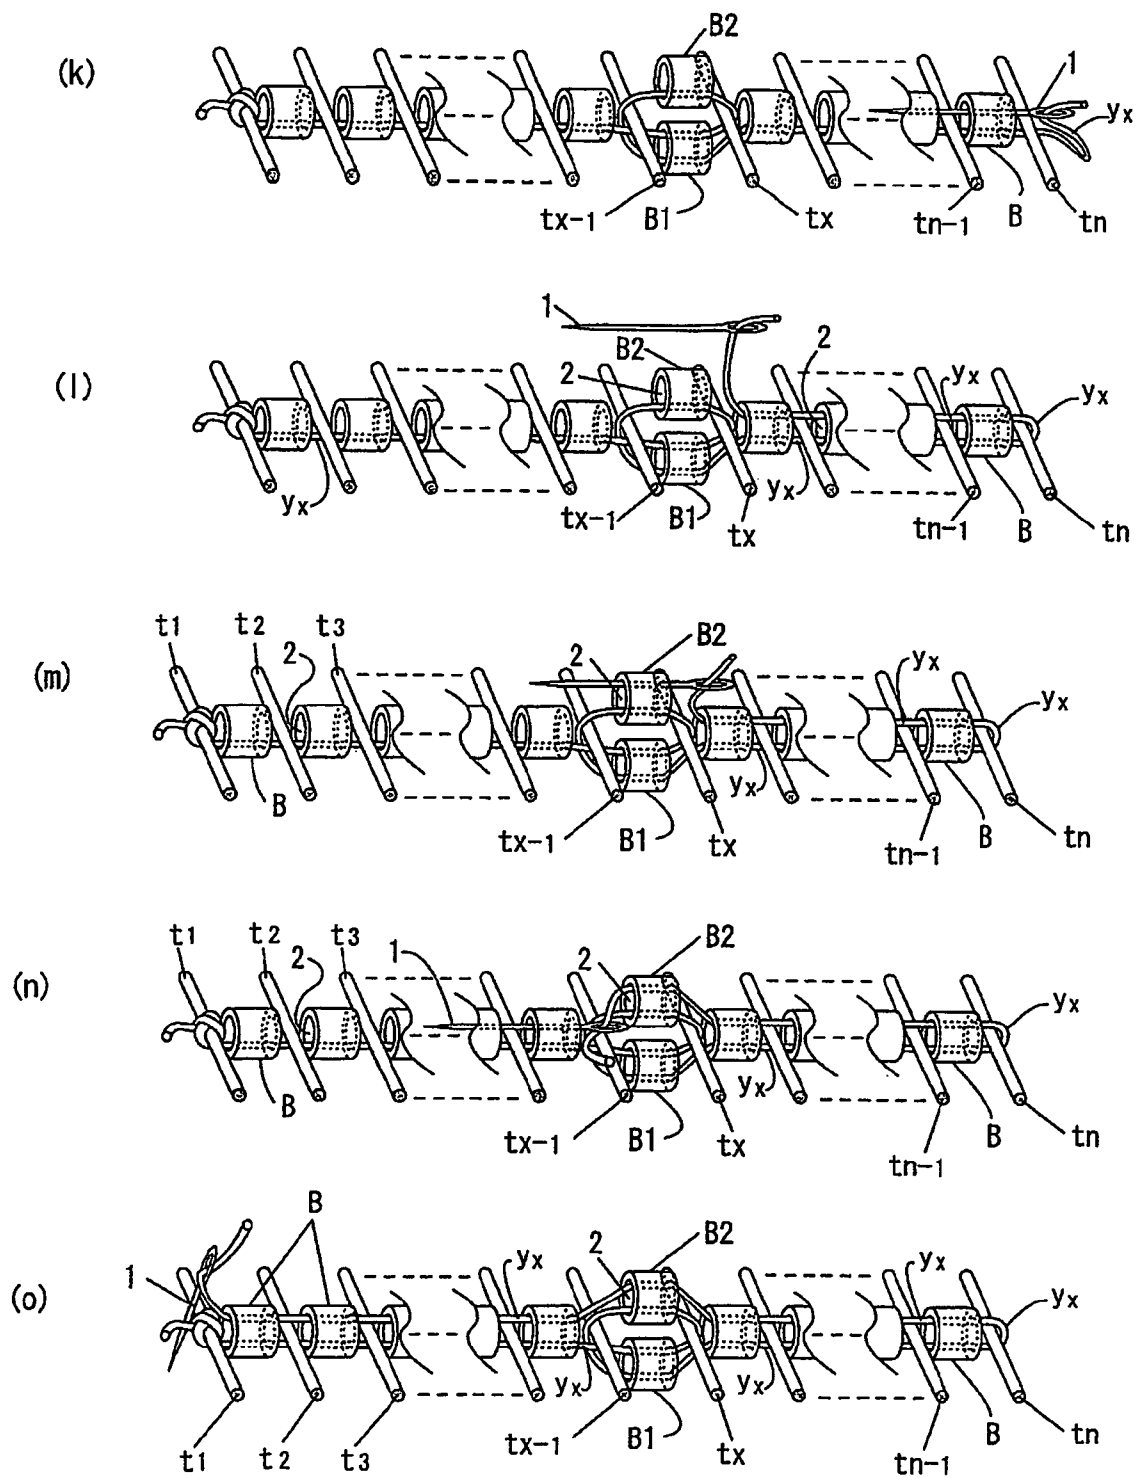 (k)
B2
1
yx
tx-1
B1
tx
tn-1
B
tn
(l)
1
B2
2
2
yx
yx
yx
tx-1
B1
yx
tx
tn-1
B
tn
(m)
t1
t2
t3
2
2
B2
yx
yx
B
tx-1
B1
yx
tx
tn-1
B
tn
(n)
t1
t2
t3
2
1
2
B2
yx
B
tx-1
B1
yx
tx
tn-1
B
tn
(o)
B
1
yx
2
B2
yx
yx
t1
t2
t3
yx
tx-1
B1
yx
tx
tn-1
B
tn